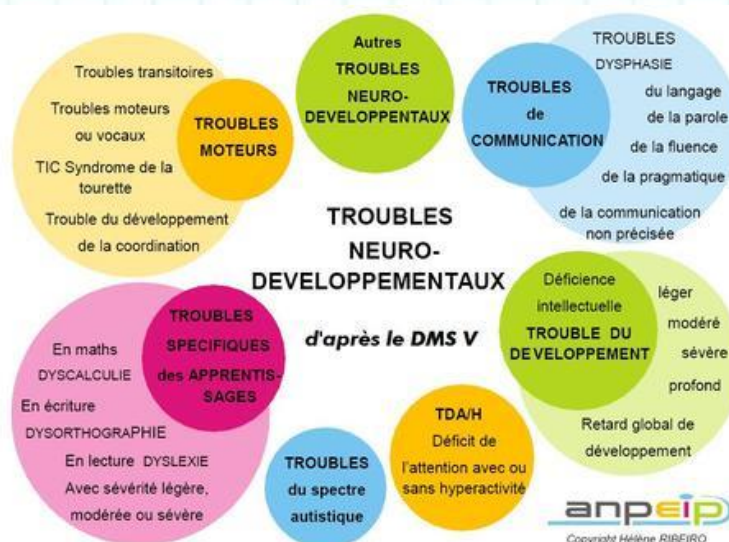 Troubles transitoires
Troubles moteurs
ou vocaux
TIC Syndrome de la
tourette
Trouble du développement
de la coordination
TROUBLES
MOTEURS
Autres
TROUBLES
NEURO-
DEVELOPPENTAUX
TROUBLES
de
COMMUNICATION
TROUBLES
DYSPHASIE
du langage
de la parole
de la fluence
de la pragmatique
de la communication
non précisée
TROUBLES
NEURO-
DEVELOPPEMENTAUX
d'après le DMS V
Déficience
intellectuelle
TROUBLE DU
DEVELOPPEMENT
léger
modéré
sévère
profond
Retard global de
développement
TROUBLES
SPECIFIQUES
des APPRENTIS-
SAGES
En maths
DYSCALCULIE
En écriture
DYSORTHOGRAPHIE
En lecture DYSLEXIE
Avec sévérité légère,
modérée ou sévère
TROUBLES
du spectre
autistique
TDA/H
Déficit de
l'attention avec ou
sans hyperactivité
anpeip
Copyright Hélène RIBEIRO